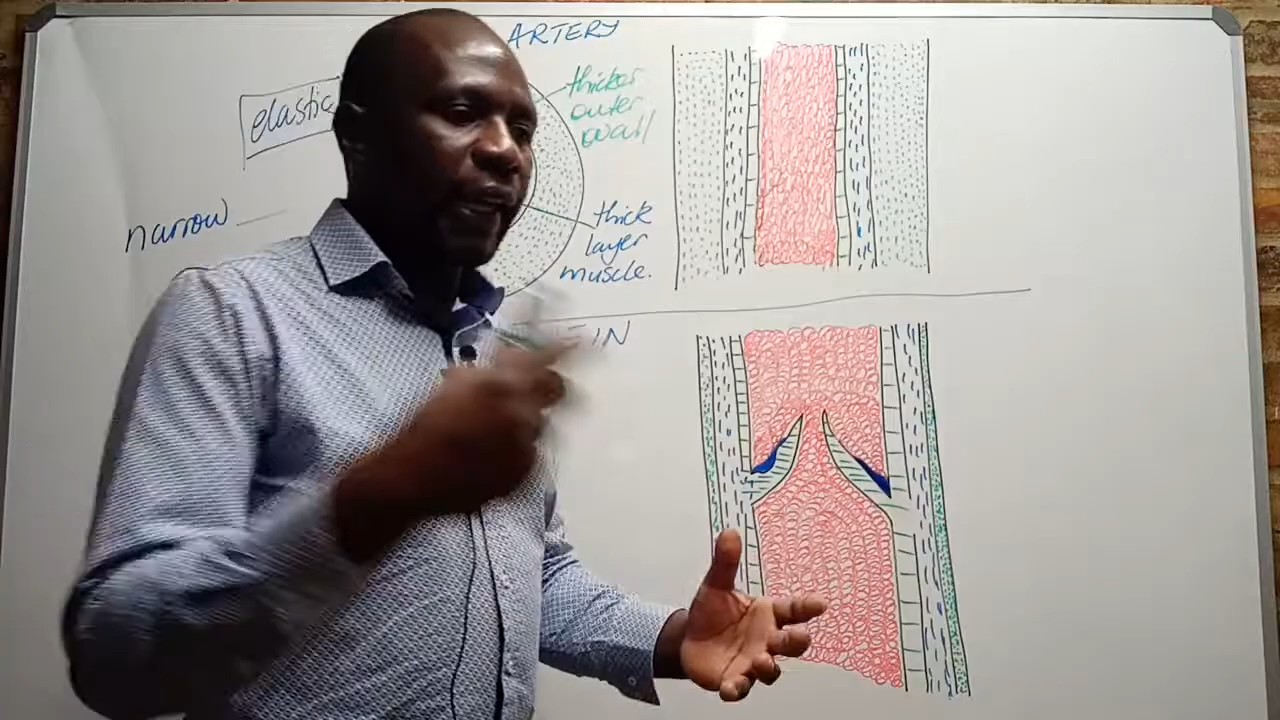 ARTERY
elastic
thicker
outer
wall
narrow
thick
layer
muscle.